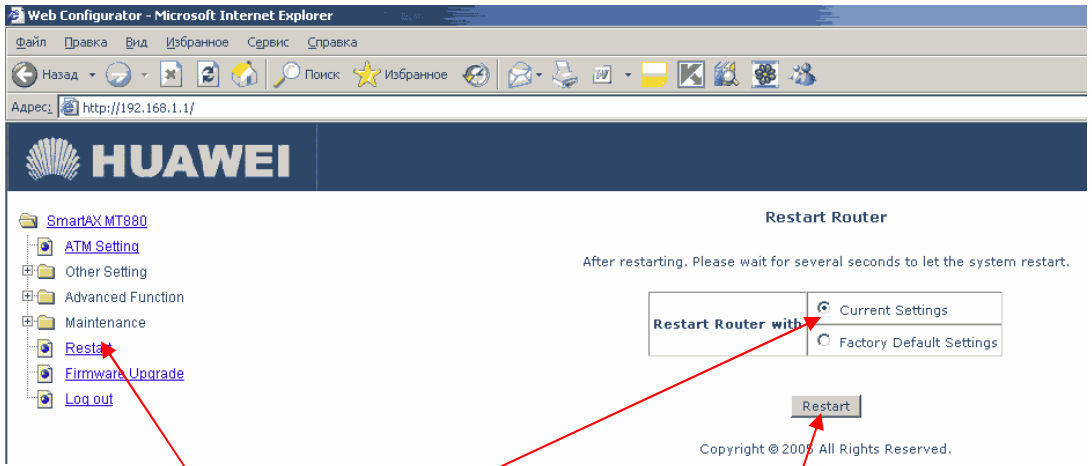 Web Configurator - Microsoft Internet Explorer
Файл Правка Вид Избранное Сервис Справка
Назад Поиск Избранное
Адрес: http://192.168.1.1/
HUAWEI
SmartAX MT880
ATM Setting
Other Setting
Advanced Function
Maintenance
Restart
Firmware Upgrade
Log out
Restart Router
After restarting. Please wait for several seconds to let the system restart.
Restart Router with
Current Settings
Factory Default Settings
Restart
Copyright © 2005 All Rights Reserved.